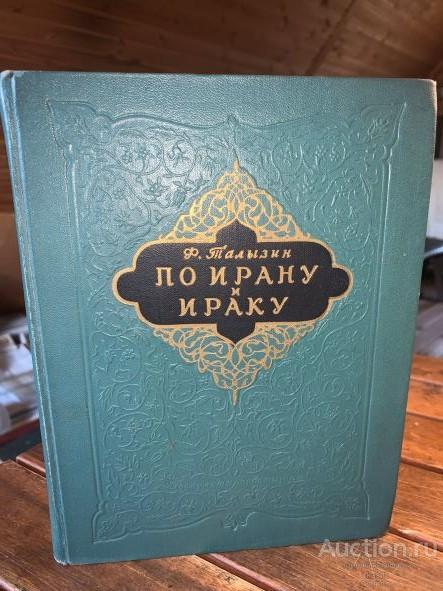 Ф. Талызин
ПО ИРАНУ
И
ИРАКУ
Auction.ru